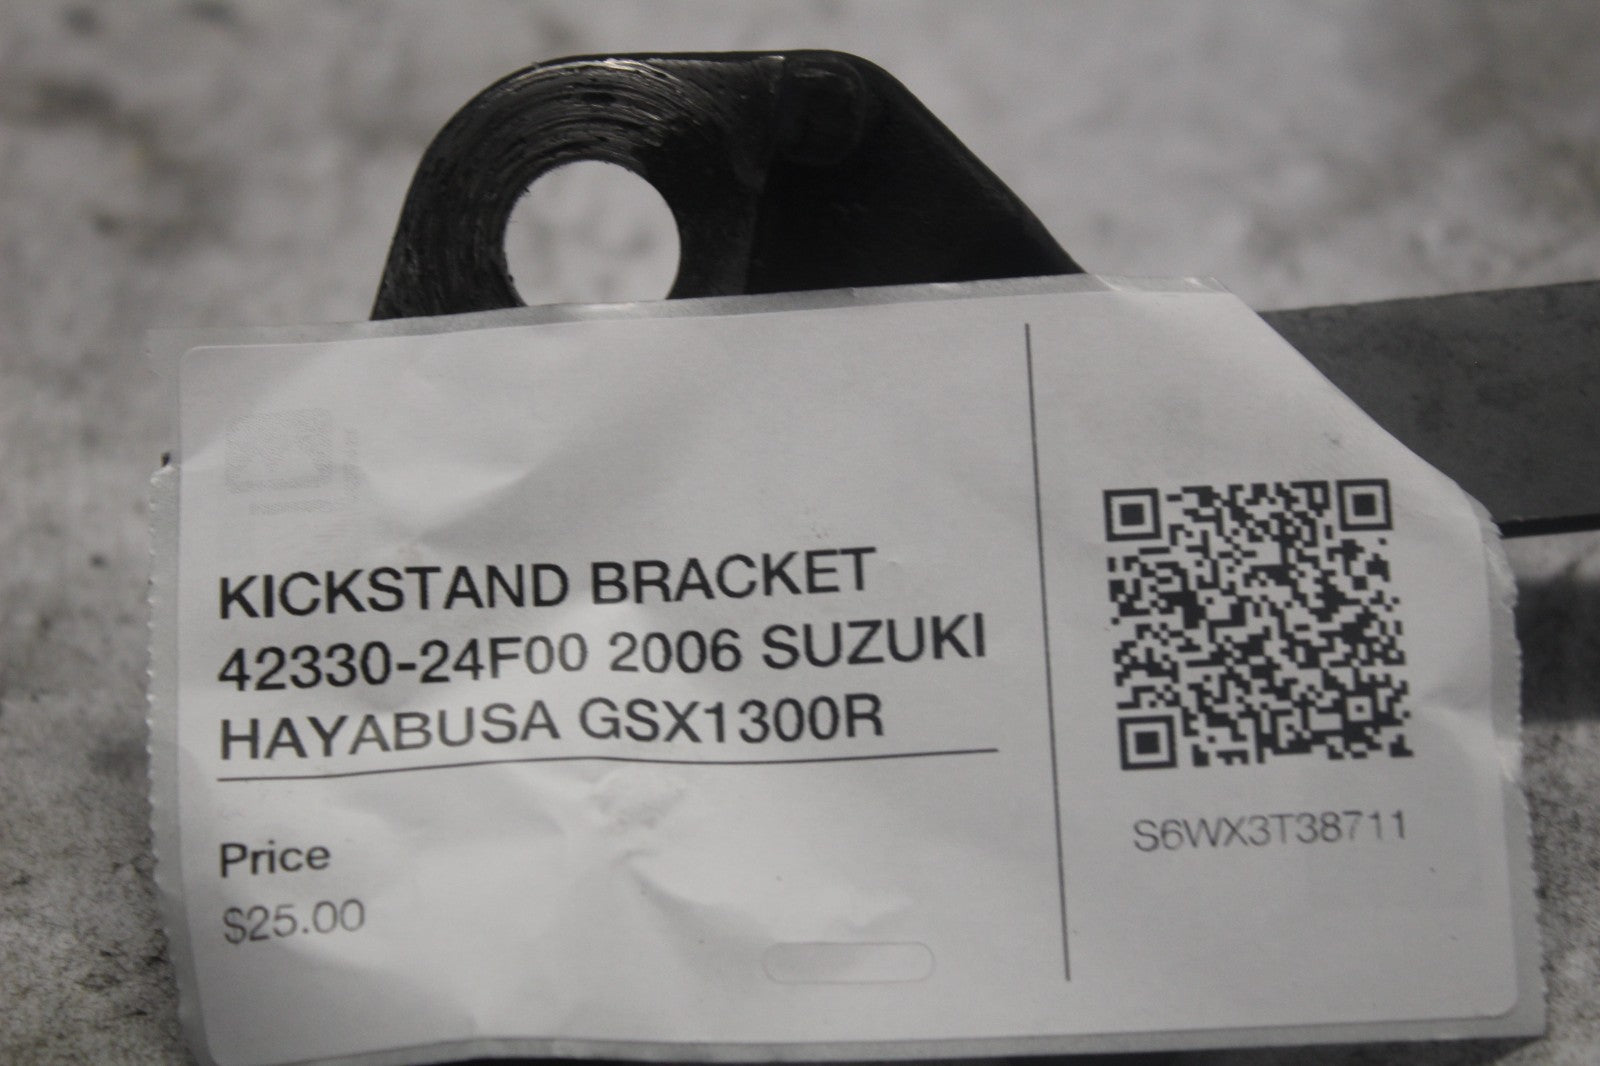 KICKSTAND BRACKET
42330-24F00 2006 SUZUKI
HAYABUSA GSX1300R
Price
$25.00
S6WX3T38711